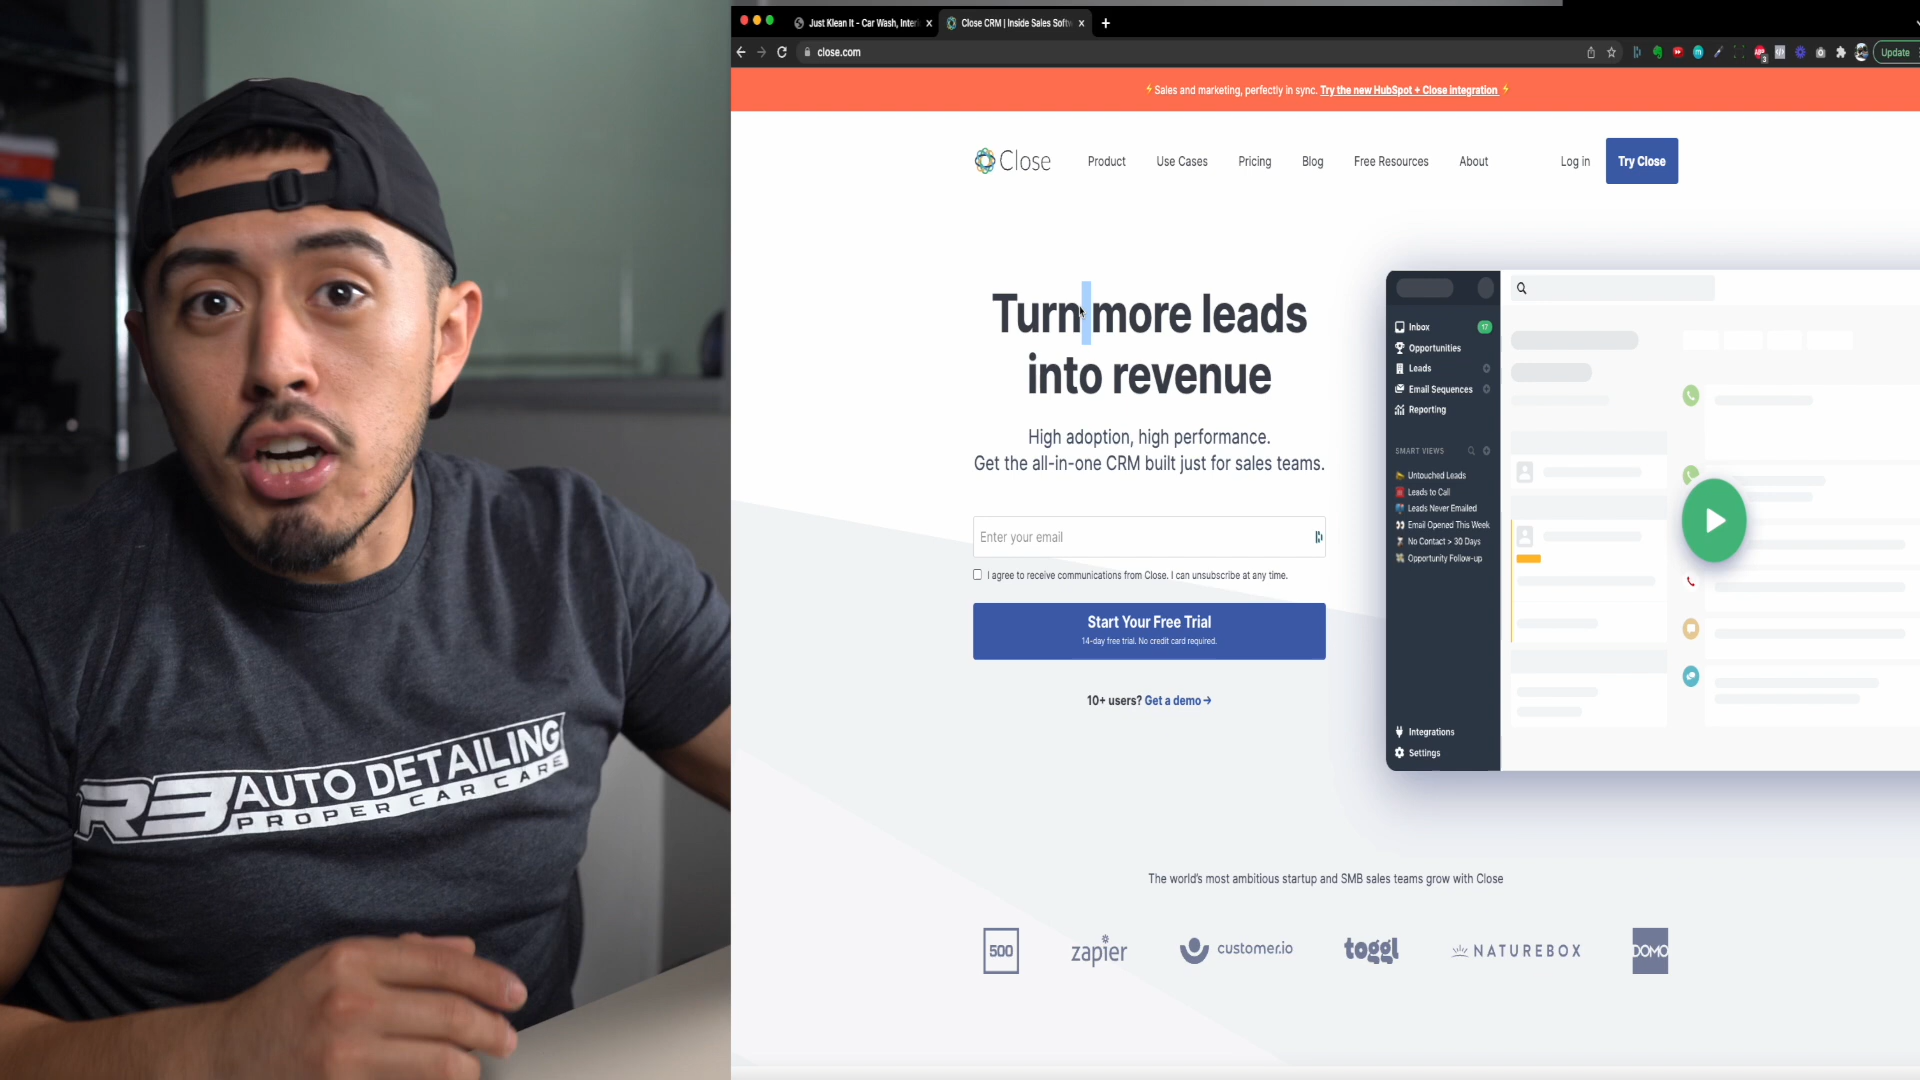 Just Klean It - Car Wash, Interi
Close CRM | Inside Sales Softw
close.com
Update
Sales and marketing, perfectly in sync. Try the new HubSpot + Close integration
Close
Product
Use Cases
Pricing
Blog
Free Resources
About
Log in
Try Close
Turn more leads
into revenue
High adoption, high performance.
Get the all-in-one CRM built just for sales teams.
Enter your email
I agree to receive communications from Close. I can unsubscribe at any time.
Start Your Free Trial
14-day free trial. No credit card required.
10+ users? Get a demo →
Inbox
17
Opportunities
Leads
Email Sequences
Reporting
SMART VIEWS
Untouched Leads
Leads to Call
Leads Never Emailed
Email Opened This Week
No Contact > 30 Days
Opportunity Follow-up
Integrations
Settings
The world's most ambitious startup and SMB sales teams grow with Close
500
zapier
customer.io
toggl
NATUREBOX
DOMO
R3 AUTO DETAILING
PROPER CAR CARE